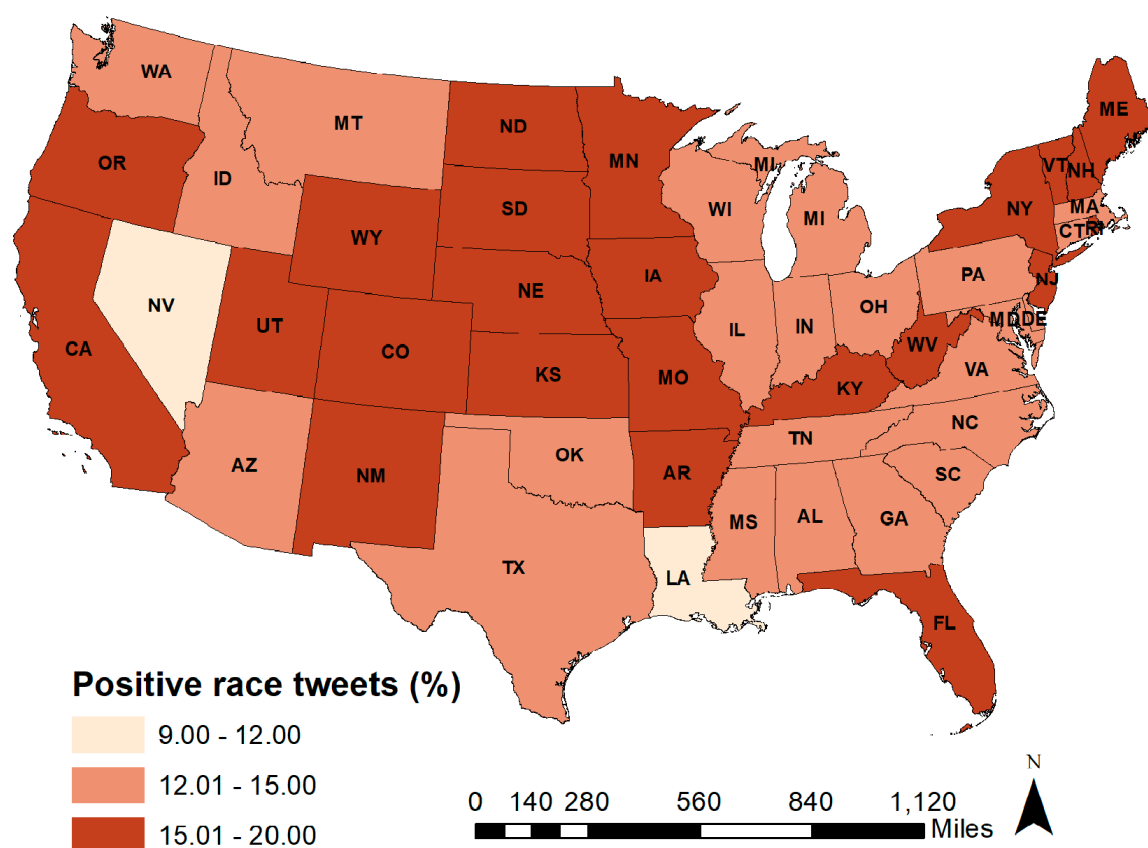 WA
MT
ND
MN
ME
OR
ID
SD
WI
MI
MI
VT
NH
NY
MA
CT
RI
WY
IA
NE
PA
NJ
NV
UT
CO
IL
IN
OH
MD
DE
CA
KS
MO
WV
VA
KY
AZ
NM
OK
AR
TN
NC
SC
MS
AL
GA
TX
LA
FL
Positive race tweets (%)
9.00 - 12.00
12.01 - 15.00
15.01 - 20.00
N
0 140 280 560 840 1,120
Miles